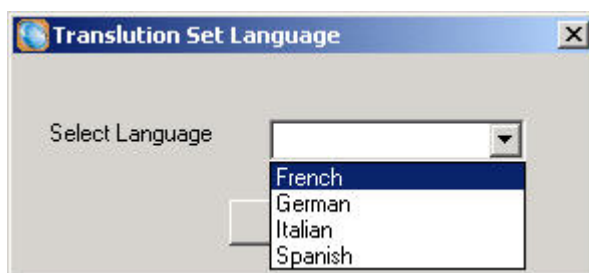 Translution Set Language
Select Language
French
German
Italian
Spanish